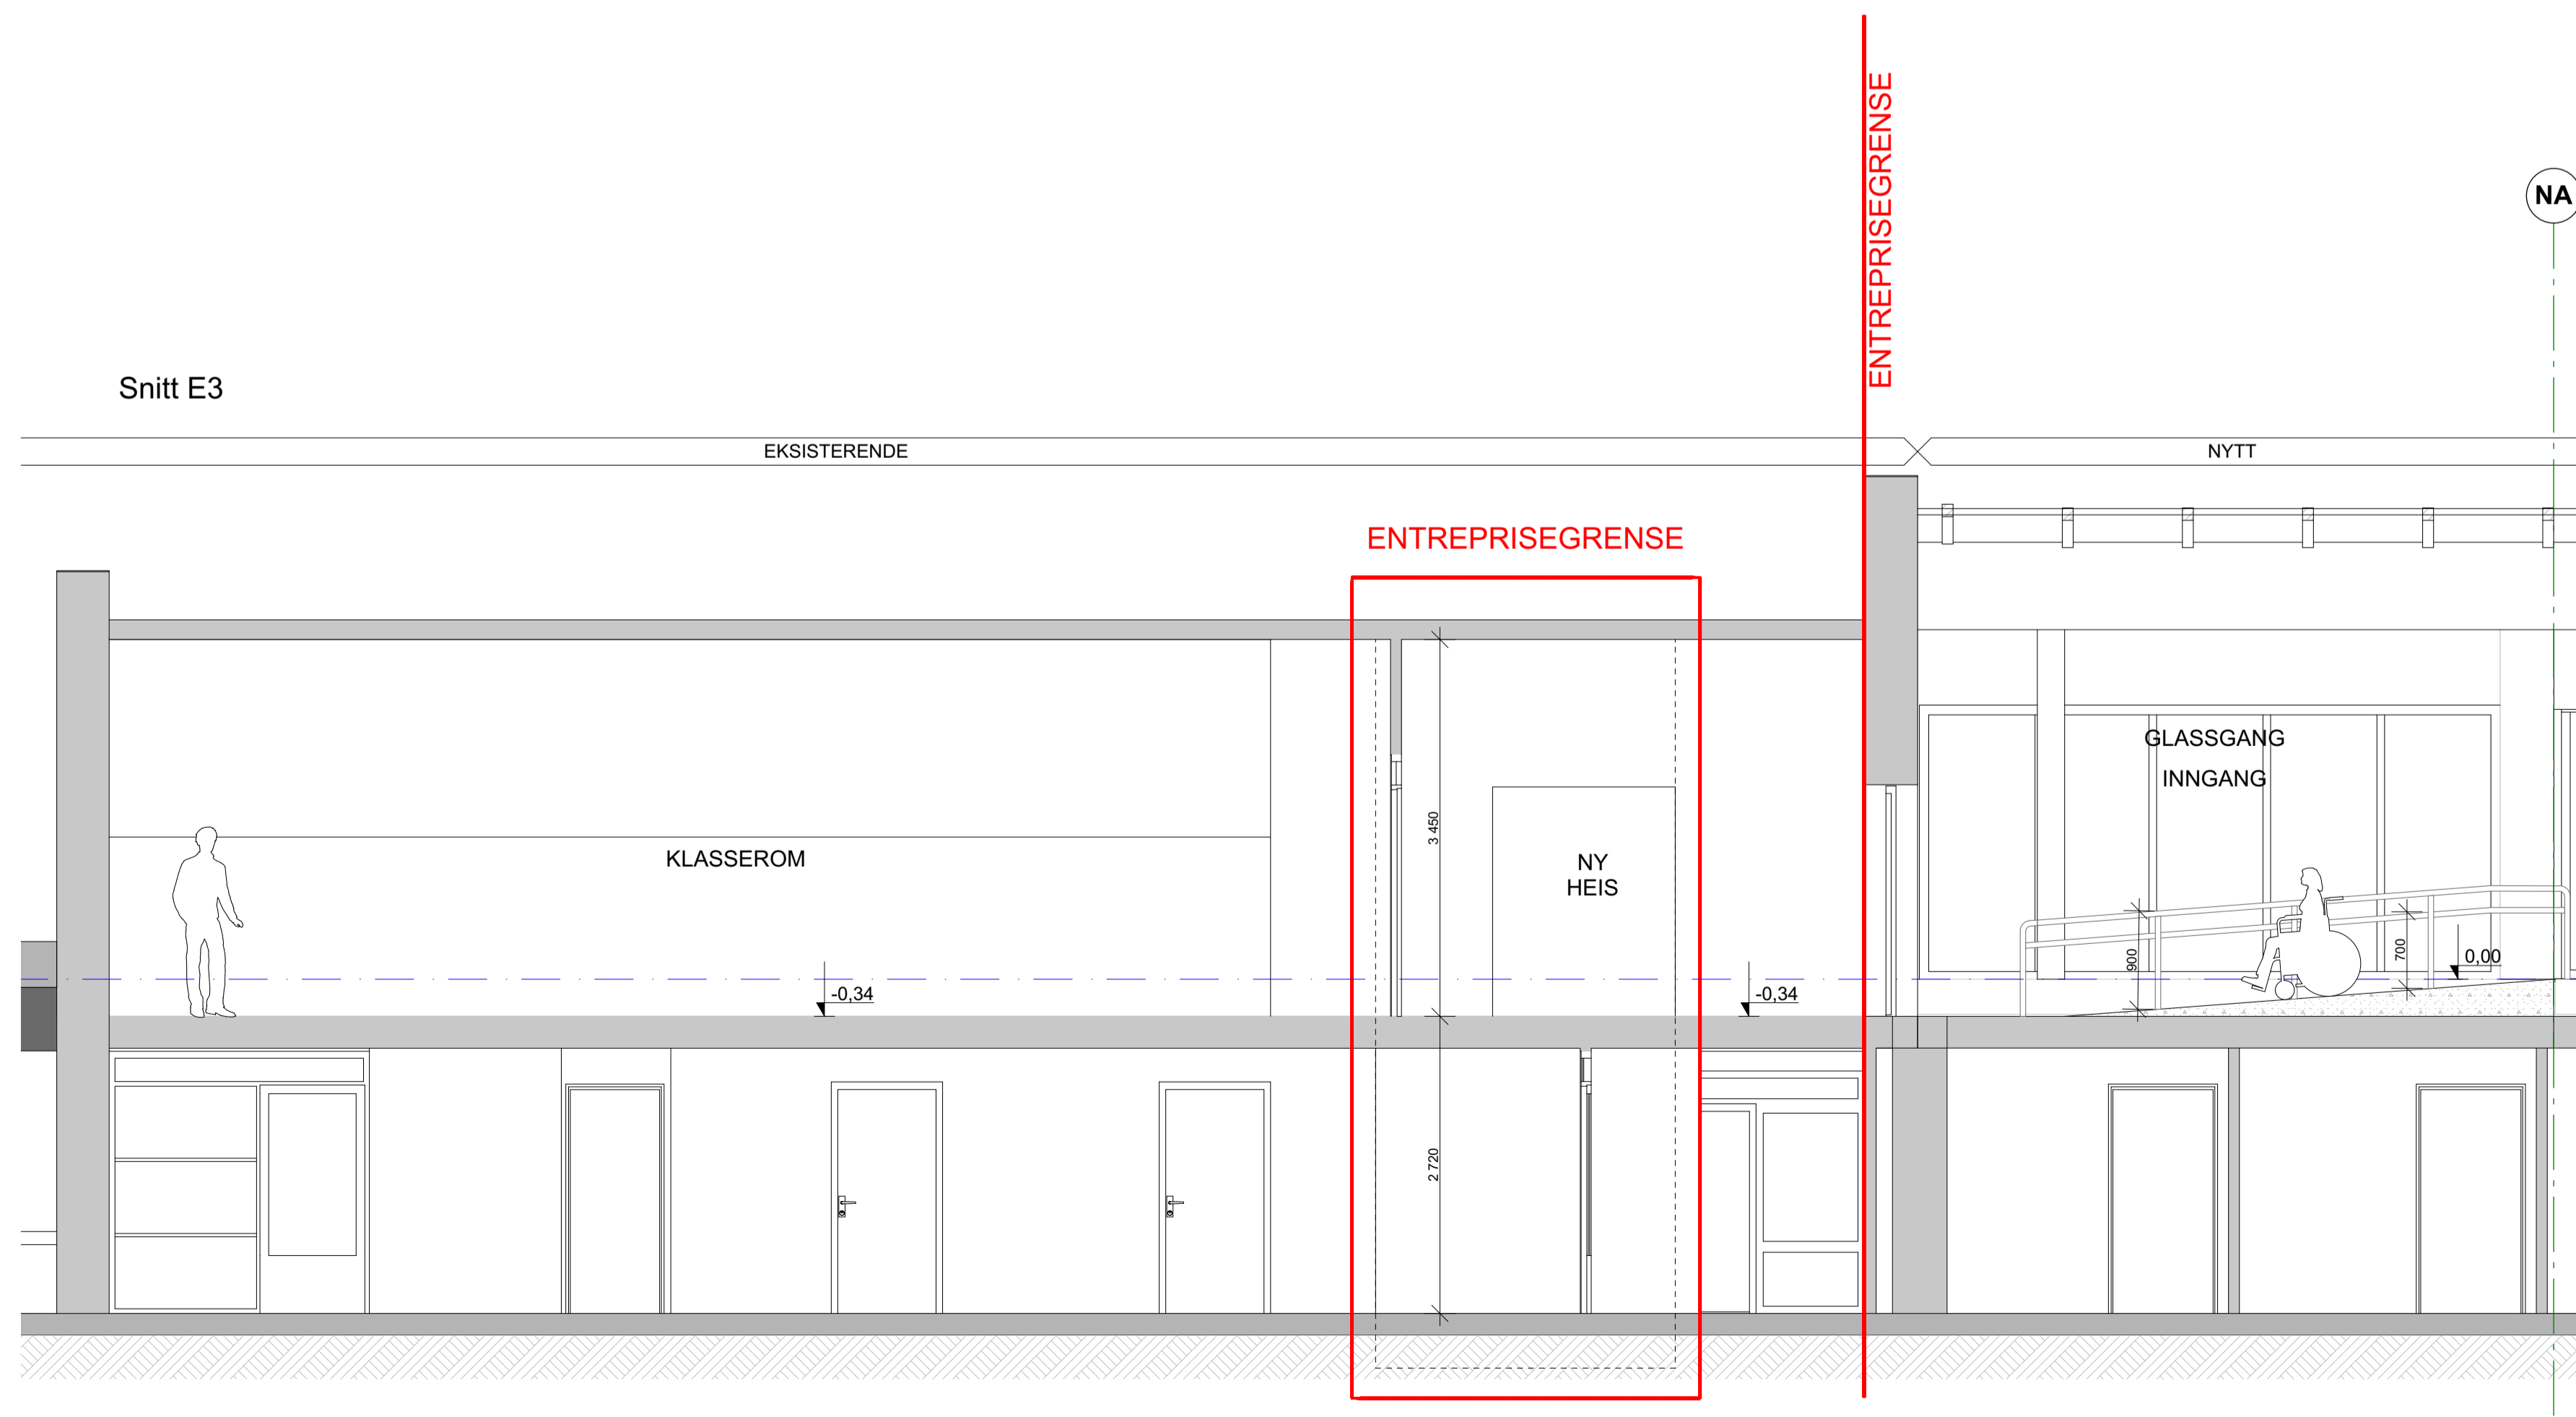 ENTREPRISEGRENSE
NA
Snitt E3
EKSISTERENDE
NYTT
ENTREPRISEGRENSE
GLASSGANG
INNGANG
3 450
KLASSEROM
NY
HEIS
900
700
0,00
-0,34
-0,34
2 720